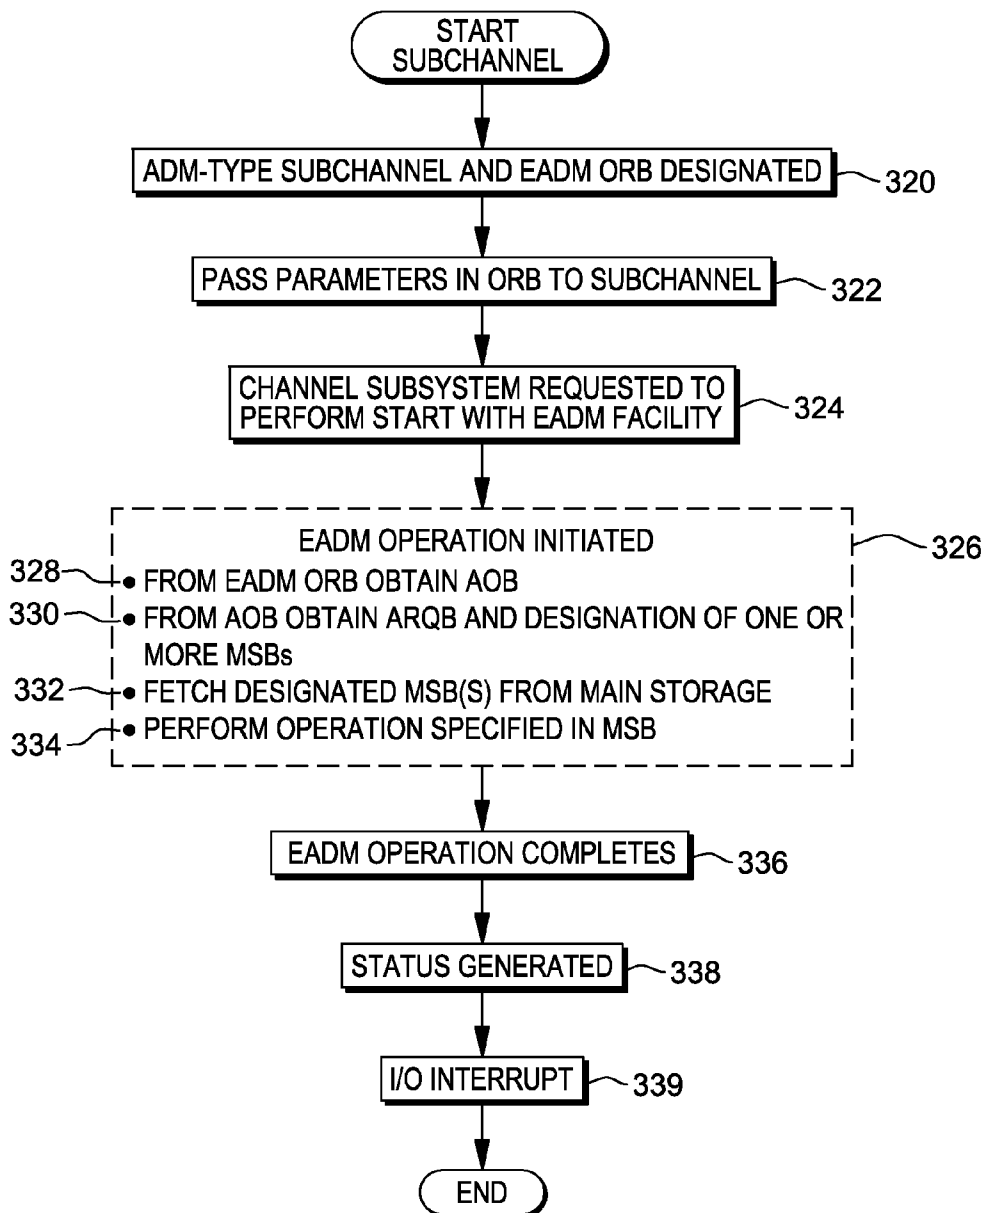 START
SUBCHANNEL
ADM-TYPE SUBCHANNEL AND EADM ORB DESIGNATED
320
PASS PARAMETERS IN ORB TO SUBCHANNEL
322
CHANNEL SUBSYSTEM REQUESTED TO
PERFORM START WITH EADM FACILITY
324
EADM OPERATION INITIATED
326
328
• FROM EADM ORB OBTAIN AOB
330
• FROM AOB OBTAIN ARQB AND DESIGNATION OF ONE OR
MORE MSBs
332
• FETCH DESIGNATED MSB(S) FROM MAIN STORAGE
334
• PERFORM OPERATION SPECIFIED IN MSB
EADM OPERATION COMPLETES
336
STATUS GENERATED
338
I/O INTERRUPT
339
END